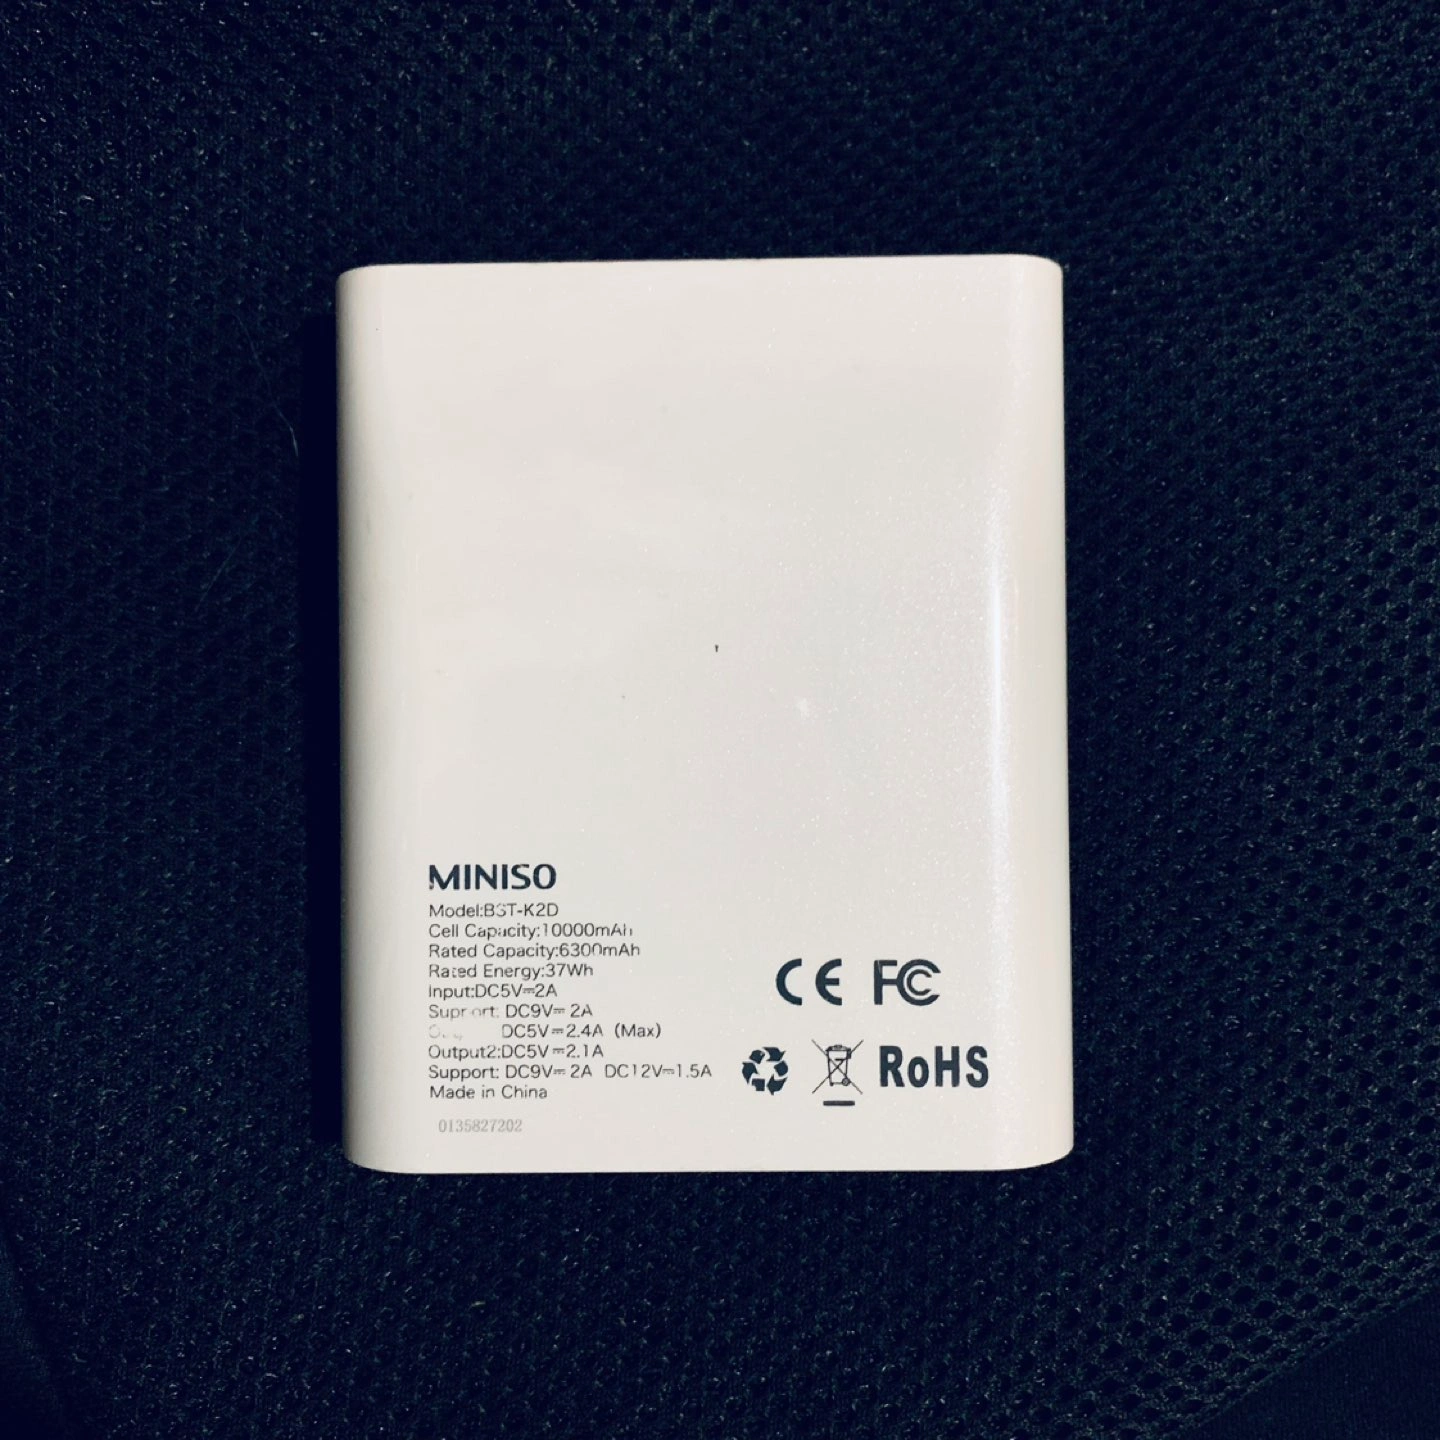 MINISO
Model:BST-K2D
Cell Capacity:10000mAh
Rated Capacity:6300mAh
Rated Energy:37Wh
Input:DC5V⎓2A
Support: DC9V⎓ 2A
DC5V⎓2.4A (Max)
Output2:DC5V⎓2.1A
Support: DC9V⎓ 2A DC12V⎓1.5A
Made in China
0135827202
CE FC
RoHS